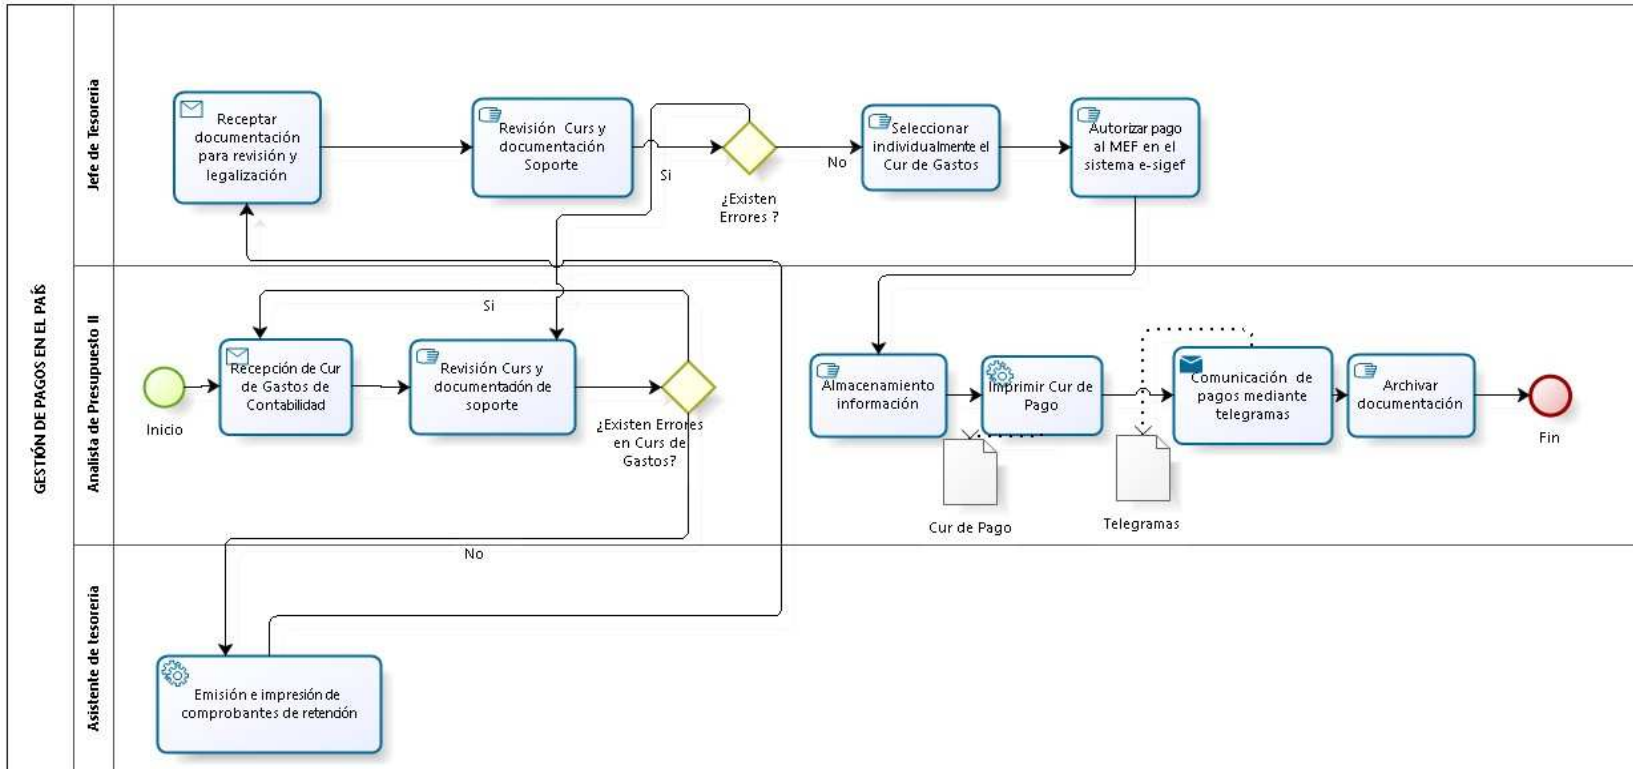 GESTIÓN DE PAGOS EN EL PAÍS
Jefe de Tesoreria
Receptar
documentación
para revisión y
legalización
Revisión Curs y
documentación
Soporte
Si
¿Existen
Errores ?
No
Seleccionar
individualmente el
Cur de Gastos
Autorizar pago
al MEF en el
sistema e-sigef
Analista de Presupuesto II
Inicio
Recepción de Cur
de Gastos de
Contabilidad
Si
Revisión Curs y
documentación de
soporte
¿Existen Errores
en Curs de
Gastos?
No
Almacenamiento
información
Imprimir Cur de
Pago
Cur de Pago
Comunicación de
pagos mediante
telegramas
Telegramas
Archivar
documentación
Fin
Asistente de tesoreria
Emisión e impresión de
comprobantes de retención